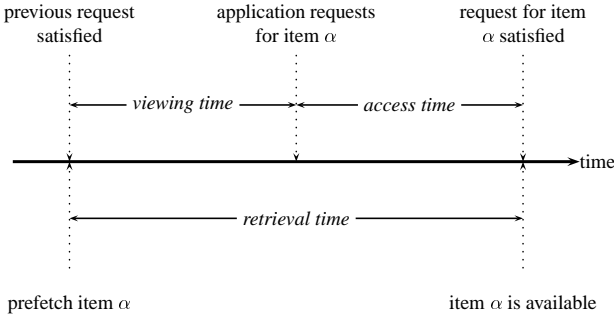 previous request
satisfied
application requests
for item α
request for item
α satisfied
viewing time
access time
time
retrieval time
prefetch item α
item α is available